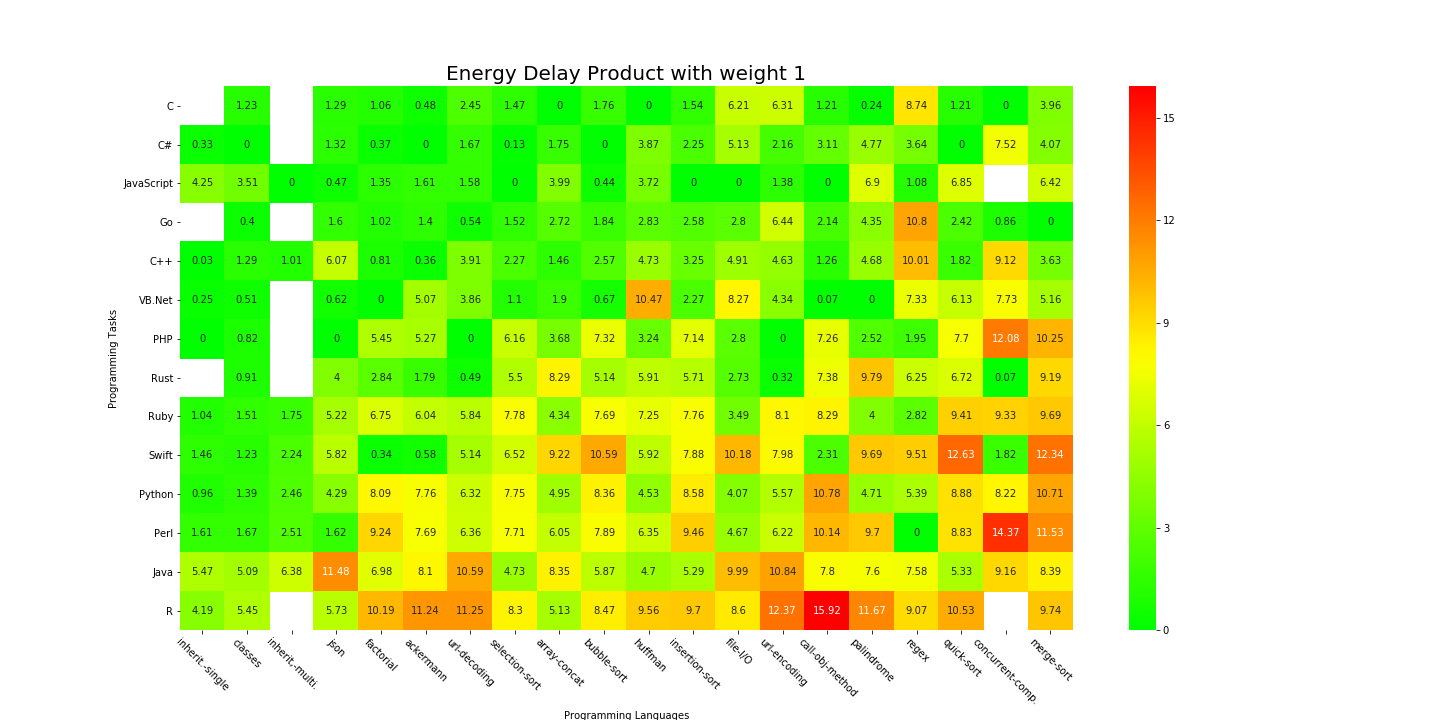 Energy Delay Product with weight 1
C 1.23 1.29 1.06 0.48 2.45 1.47 0 1.76 0 1.54 6.21 6.31 1.21 0.24 8.74 1.21 0 3.96
C# 0.33 0 1.32 0.37 0 1.67 0.13 1.75 0 3.87 2.25 5.13 2.16 3.11 4.77 3.64 0 7.52 4.07
JavaScript 4.25 3.51 0 0.47 1.35 1.61 1.58 0 3.99 0.44 3.72 0 0 1.38 0 6.9 1.08 6.85 6.42
Go 0.4 1.6 1.02 1.4 0.54 1.52 2.72 1.84 2.83 2.58 2.8 6.44 2.14 4.35 10.8 2.42 0.86 0
C++ 0.03 1.29 1.01 6.07 0.81 0.36 3.91 2.27 1.46 2.57 4.73 3.25 4.91 4.63 1.26 4.68 10.01 1.82 9.12 3.63
VB.Net 0.25 0.51 0.62 0 5.07 3.86 1.1 1.9 0.67 10.47 2.27 8.27 4.34 0.07 0 7.33 6.13 7.73 5.16
PHP 0 0.82 0 5.45 5.27 0 6.16 3.68 7.32 3.24 7.14 2.8 0 7.26 2.52 1.95 7.7 12.08 10.25
Rust 0.91 4 2.84 1.79 0.49 5.5 8.29 5.14 5.91 5.71 2.73 0.32 7.38 9.79 6.25 6.72 0.07 9.19
Ruby 1.04 1.51 1.75 5.22 6.75 6.04 5.84 7.78 4.34 7.69 7.25 7.76 3.49 8.1 8.29 4 2.82 9.41 9.33 9.69
Swift 1.46 1.23 2.24 5.82 0.34 0.58 5.14 6.52 9.22 10.59 5.92 7.88 10.18 7.98 2.31 9.69 9.51 12.63 1.82 12.34
Python 0.96 1.39 2.46 4.29 8.09 7.76 6.32 7.75 4.95 8.36 4.53 8.58 4.07 5.57 10.78 4.71 5.39 8.88 8.22 10.71
Perl 1.61 1.67 2.51 1.62 9.24 7.69 6.36 7.71 6.05 7.89 6.35 9.46 4.67 6.22 10.14 9.7 0 8.83 14.37 11.53
Java 5.47 5.09 6.38 11.48 6.98 8.1 10.59 4.73 8.35 5.87 4.7 5.29 9.99 10.84 7.8 7.6 7.58 5.33 9.16 8.39
R 4.19 5.45 5.73 10.19 11.24 11.25 8.3 5.13 8.47 9.56 9.7 8.6 12.37 15.92 11.67 9.07 10.53 9.74
inherit.-single classes inherit.-multi. json factorial ackermann url-decoding selection-sort array-concat bubble-sort huffman insertion-sort file-I/O url-encoding call-obj-method palindrome regex quick-sort concurrent-comp. merge-sort
Programming Languages
Programming Tasks
15
12
9
6
3
0